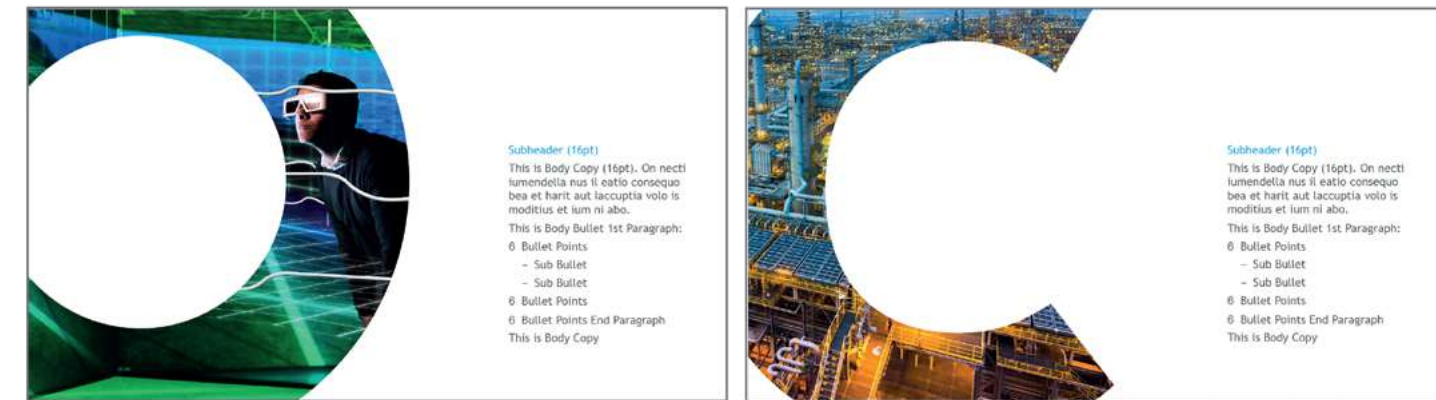 Subheader (16pt)
This is Body Copy (16pt). On necti
iumendella nus il eatio consequo
bea et harit aut laccuptia volo is
moditius et ium ni abo.
This is Body Bullet 1st Paragraph:
6 Bullet Points
– Sub Bullet
– Sub Bullet
6 Bullet Points
6 Bullet Points End Paragraph
This is Body Copy
Subheader (16pt)
This is Body Copy (16pt). On necti
iumendella nus il eatio consequo
bea et harit aut laccuptia volo is
moditius et ium ni abo.
This is Body Bullet 1st Paragraph:
6 Bullet Points
– Sub Bullet
– Sub Bullet
6 Bullet Points
6 Bullet Points End Paragraph
This is Body Copy